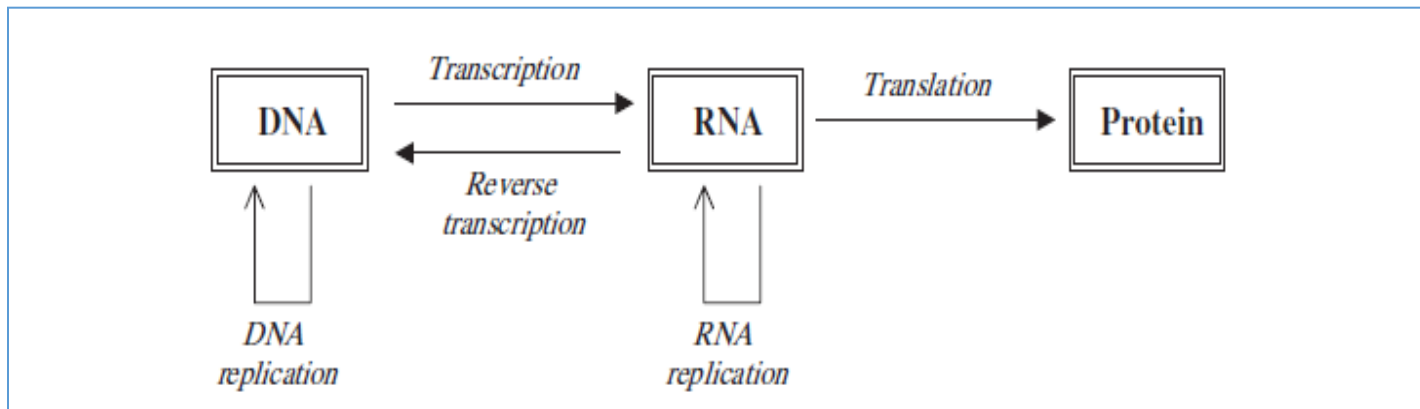 Transcription
Translation
DNA
RNA
Protein
Reverse
transcription
DNA
replication
RNA
replication